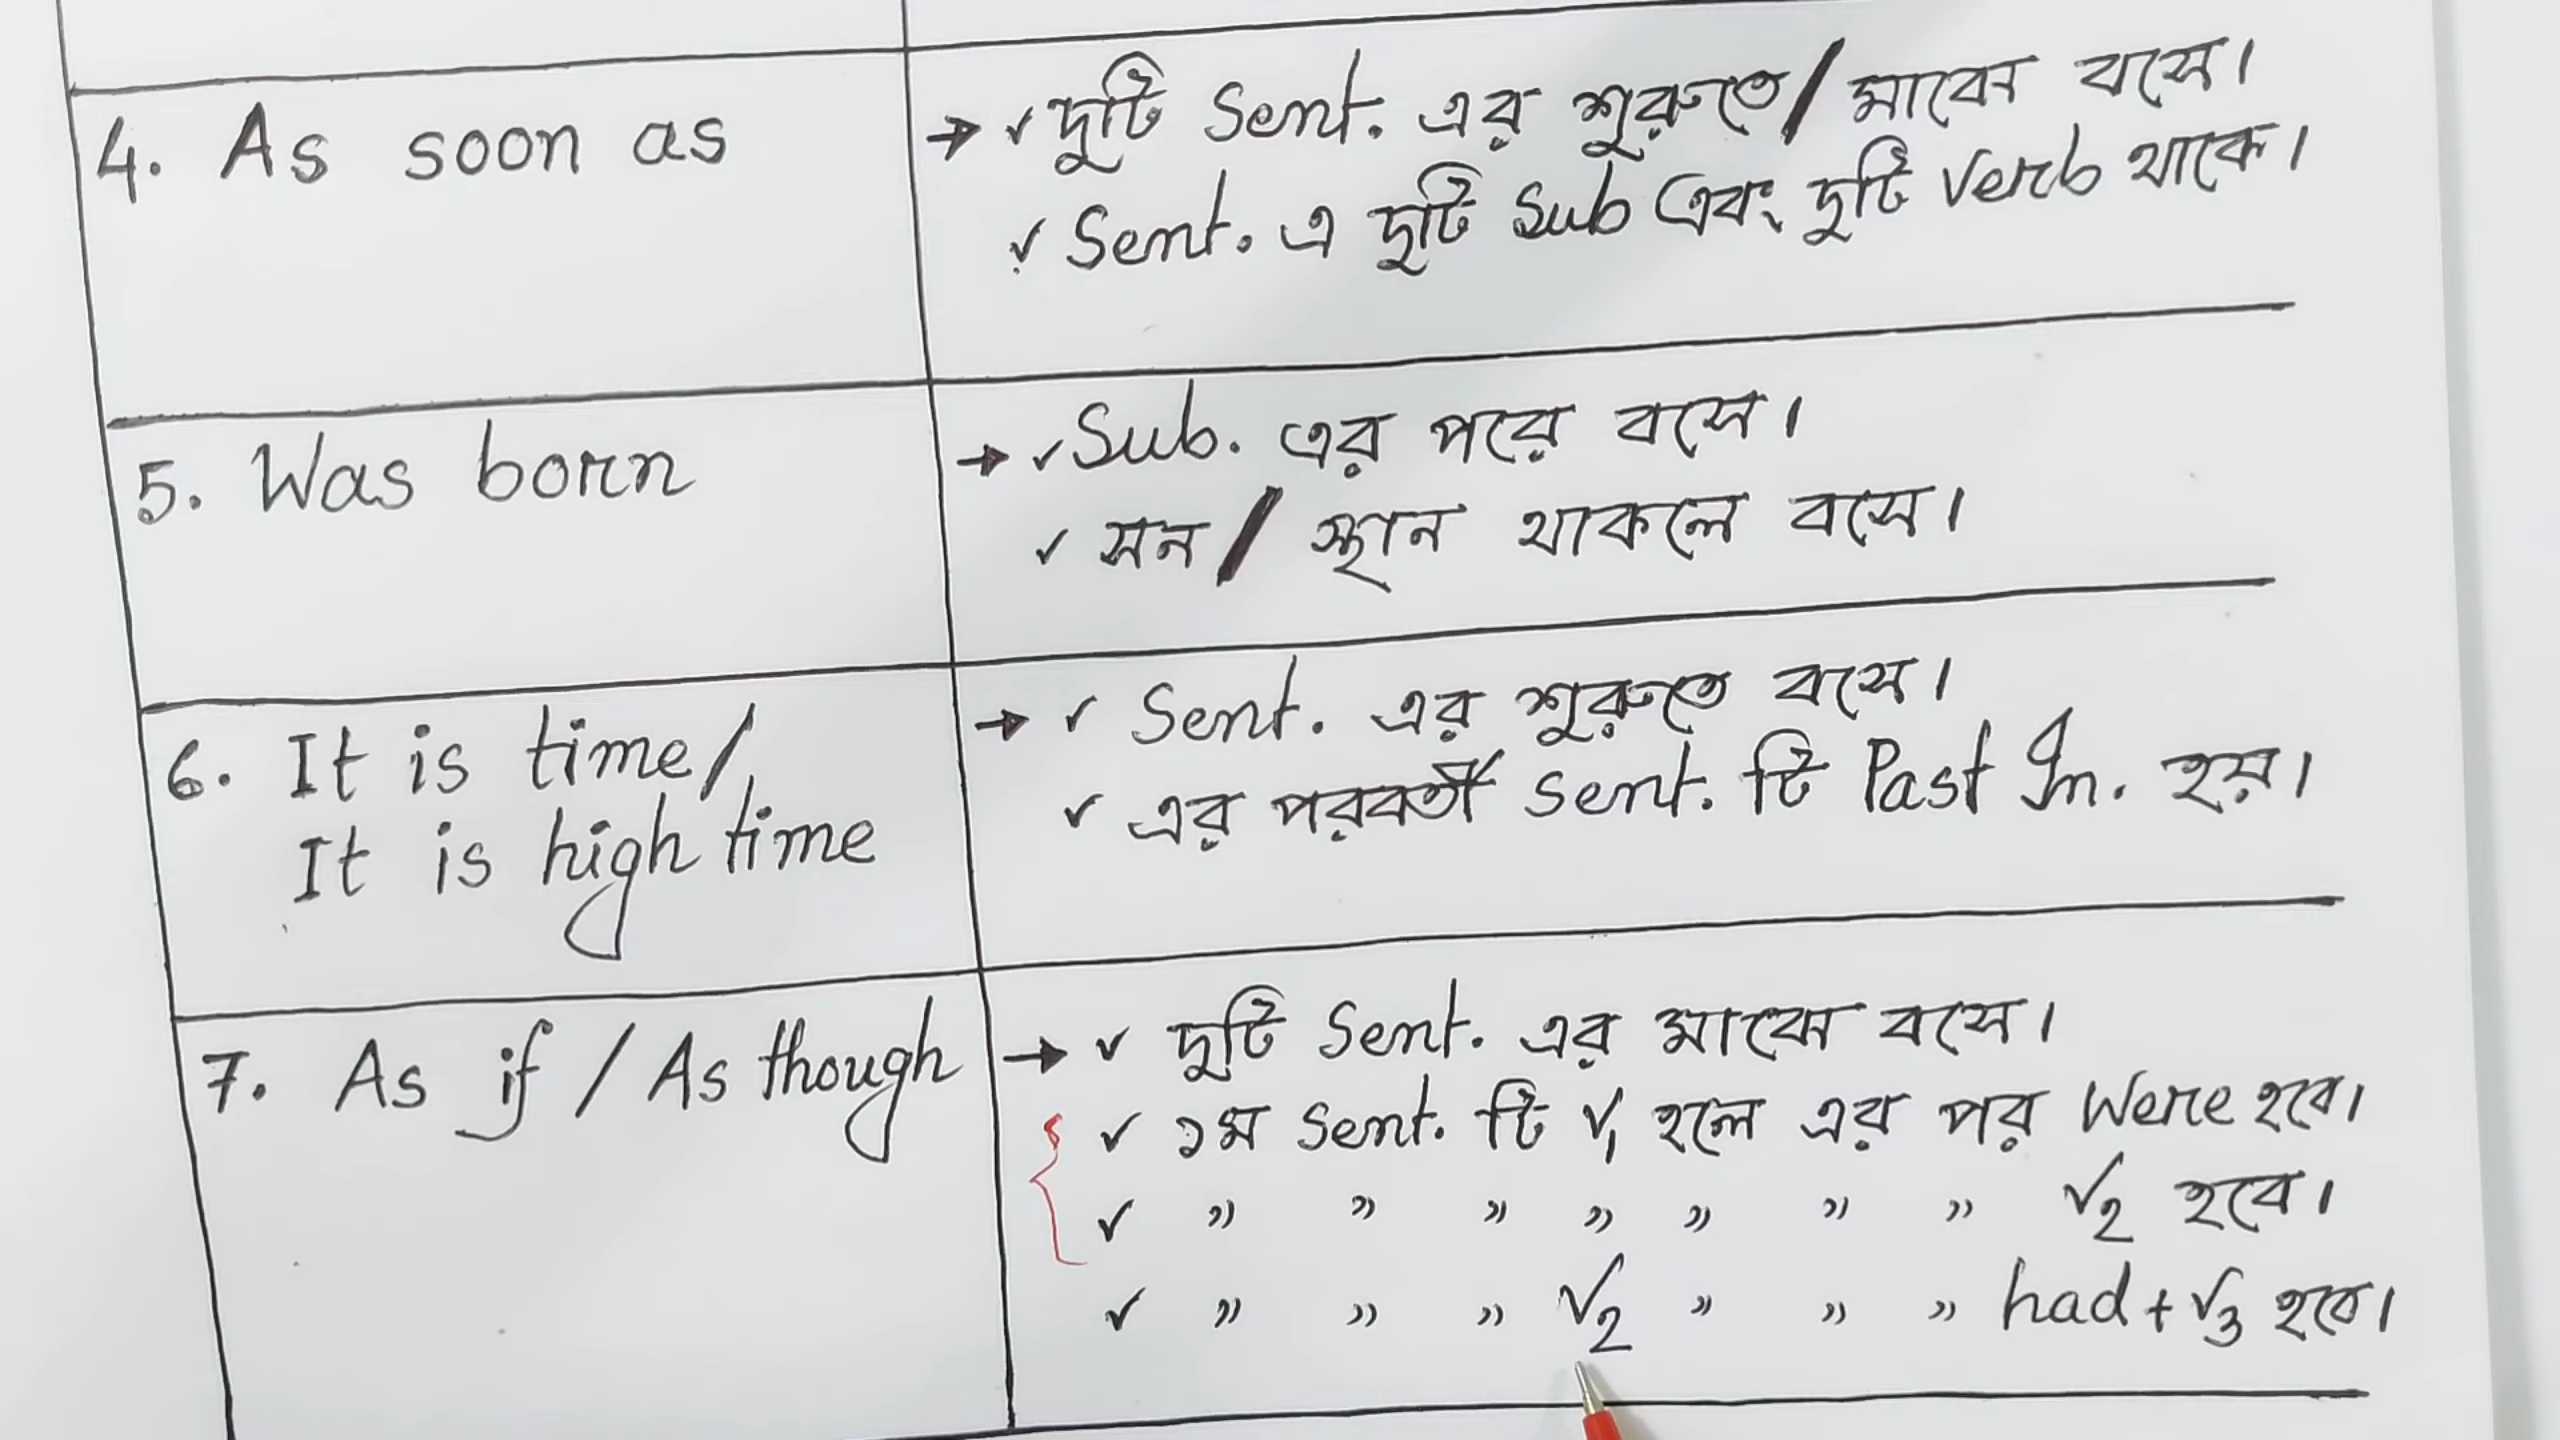 4. As soon as
→ ✓ দুটি Sent. এর শুরুতে / মাঝে বসে।
✓ Sent. এ দুটি Sub এবং দুটি Verb থাকে।
5. Was born
→ ✓ Sub. এর পরে বসে।
✓ সন / স্থান থাকলে বসে।
6. It is time /
It is high time
→ ✓ Sent. এর শুরুতে বসে।
✓ এর পরবর্তী Sent. টি Past In. হয়।
7. As if / As though
→ ✓ দুটি Sent. এর মাঝে বসে।
✓ ১ম Sent. টি V1 হলে এর পর Were হবে।
✓ " " " " " " " V2 হবে।
✓ " " " V2 " " " had + V3 হবে।